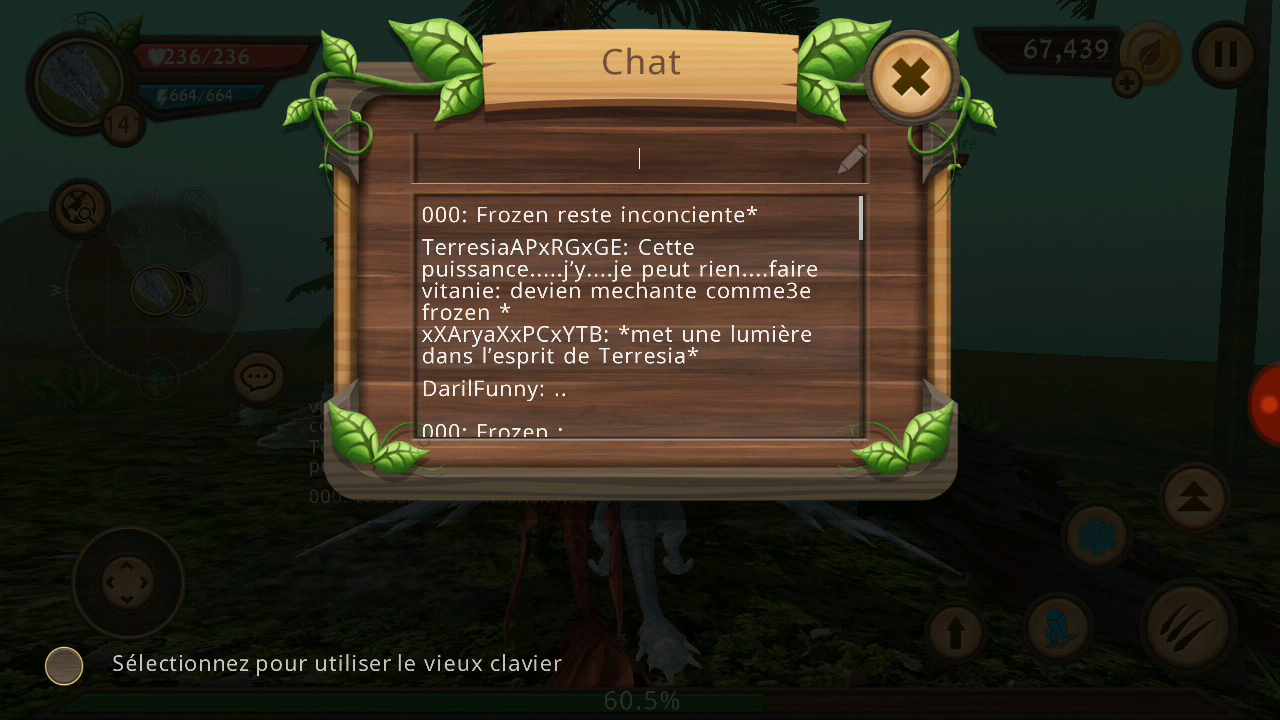 Chat
236/236
664/664
14
67,439
000: Frozen reste inconciente*
TerresiaAPxRGxGE: Cette
puissance.....j'y....je peut rien....faire
vitanie: devien mechante comme3e
frozen *
xXAryaXxPCxYTB: *met une lumière
dans l'esprit de Terresia*
DarilFunny: ..
000: Frozen :
W
Sélectionnez pour utiliser le vieux clavier
60.5%